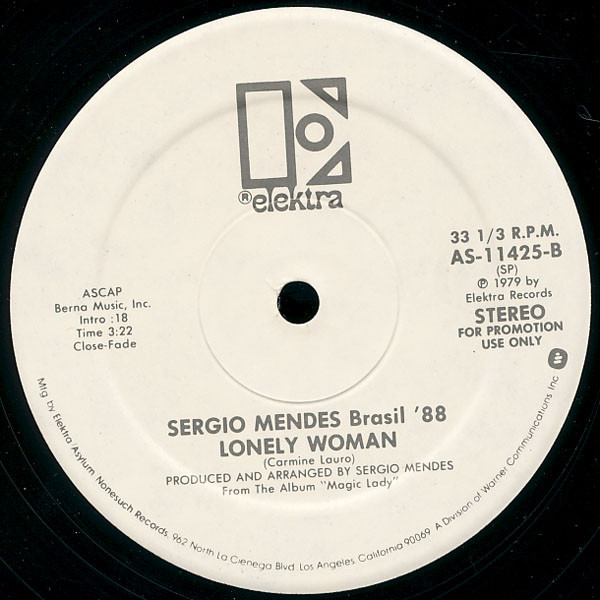 ® elektra
33 1/3 R.P.M.
AS-11425-B
(SP)
℗ 1979 by
Elektra Records
STEREO
FOR PROMOTION
USE ONLY
ASCAP
Berna Music, Inc.
Intro :18
Time 3:22
Close-Fade
SERGIO MENDES Brasil '88
LONELY WOMAN
(Carmine Lauro)
PRODUCED AND ARRANGED BY SERGIO MENDES
From The Album "Magic Lady"
Mfg by Elektra/Asylum Nonesuch Records, 962 North La Cienega Blvd Los Angeles, California 90069 A Division of Warner Communications Inc